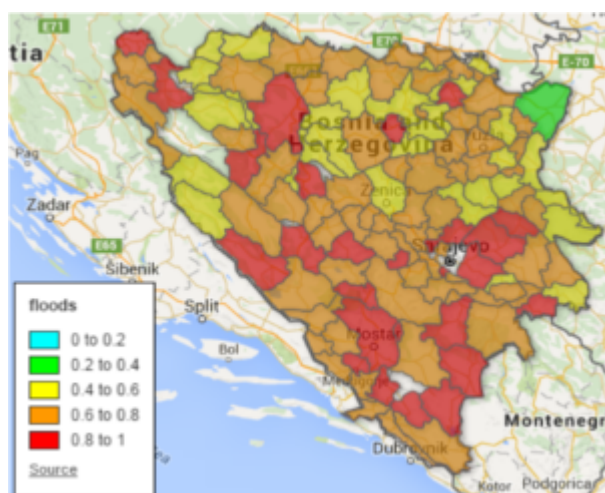 E71
E70
E-70
tia
Bosnia and
Herzegovina
Tuzla
Pag
Zenica
Zadar
E65
Sarajevo
Šibenik
floods
Split
0 to 0.2
Mostar
0.2 to 0.4
Bol
0.4 to 0.6
Međugorje
0.6 to 0.8
Montenegr
0.8 to 1
Dubrovnik
Source
Kotor
Podgorica